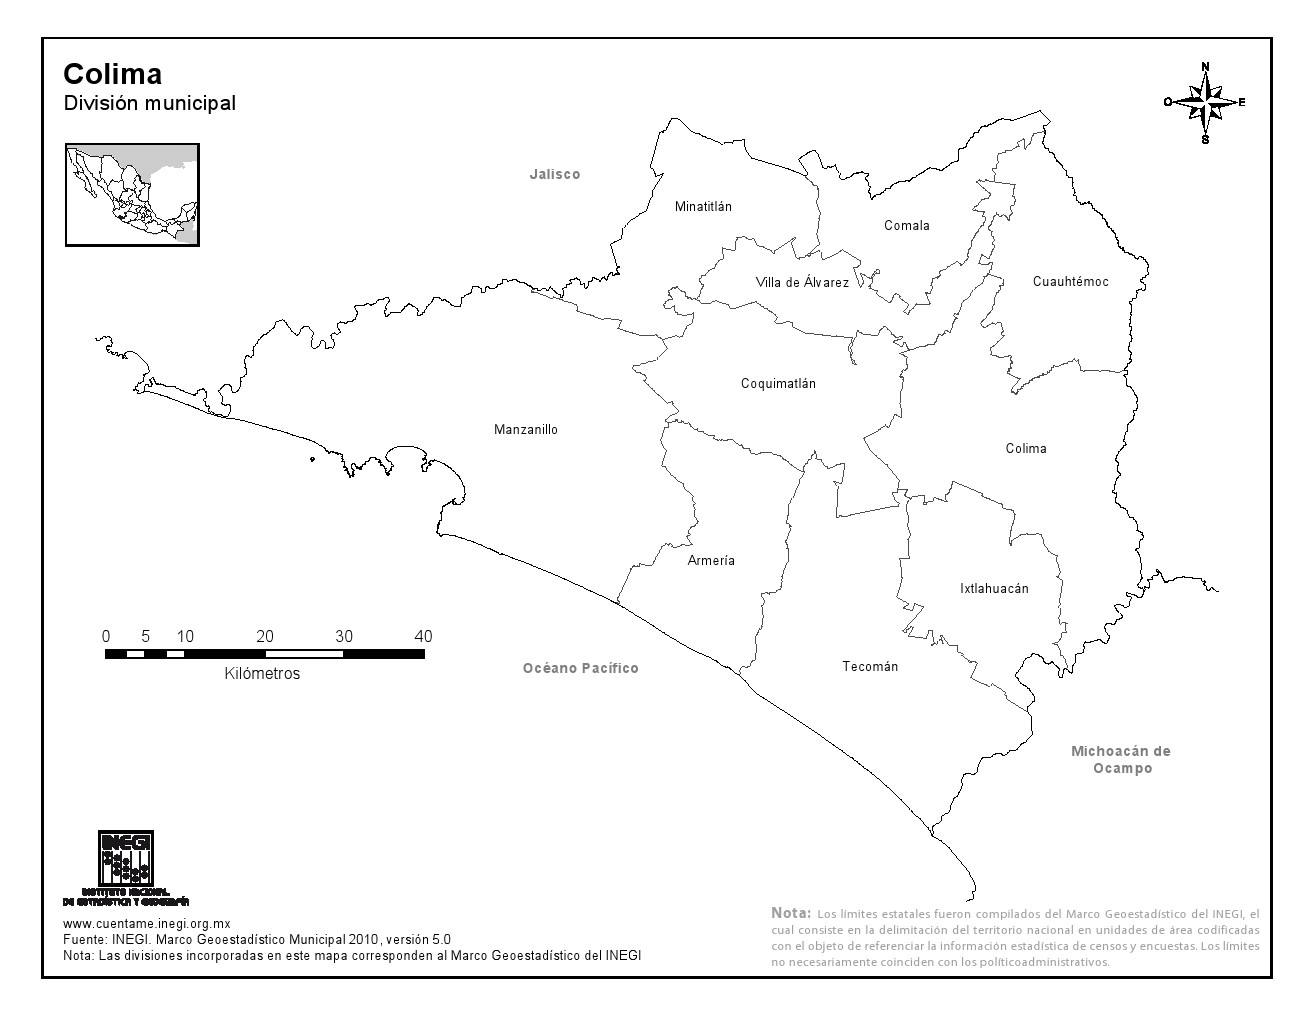 Colima
División municipal
N
O
E
S
Jalisco
Minatitlán
Comala
Villa de Álvarez
Cuauhtémoc
Coquimatlán
Manzanillo
Colima
Armería
Ixtlahuacán
Tecomán
0 5 10 20 30 40
Kilómetros
Océano Pacífico
Michoacán de
Ocampo
INEGI
INSTITUTO NACIONAL
DE ESTADÍSTICA Y GEOGRAFÍA
www.cuentame.inegi.org.mx
Fuente: INEGI. Marco Geoestadístico Municipal 2010, versión 5.0
Nota: Las divisiones incorporadas en este mapa corresponden al Marco Geoestadístico del INEGI
Nota: Los límites estatales fueron compilados del Marco Geoestadístico del INEGI, el
cual consiste en la delimitación del territorio nacional en unidades de área codificadas
con el objeto de referenciar la información estadística de censos y encuestas. Los límites
no necesariamente coinciden con los políticoadministrativos.